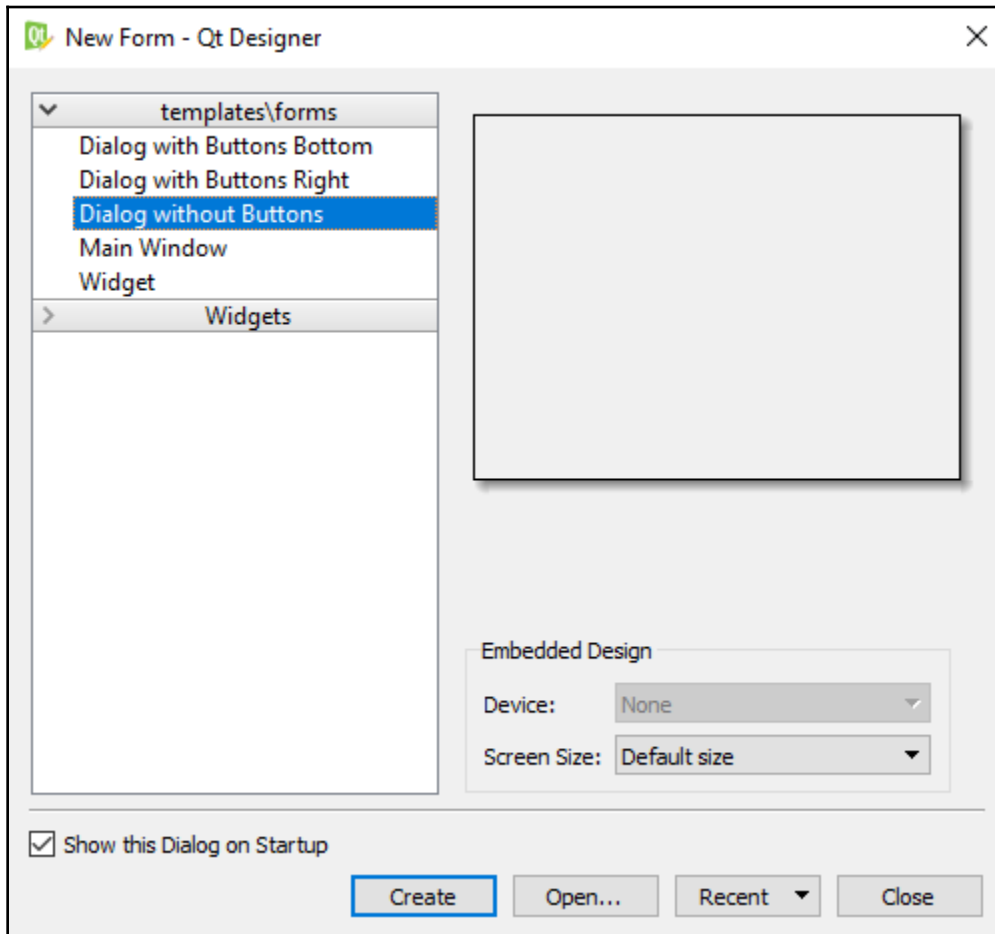 Qt New Form - Qt Designer
templates\forms
Dialog with Buttons Bottom
Dialog with Buttons Right
Dialog without Buttons
Main Window
Widget
Widgets
Embedded Design
Device: None
Screen Size: Default size
Show this Dialog on Startup
Create Open... Recent Close